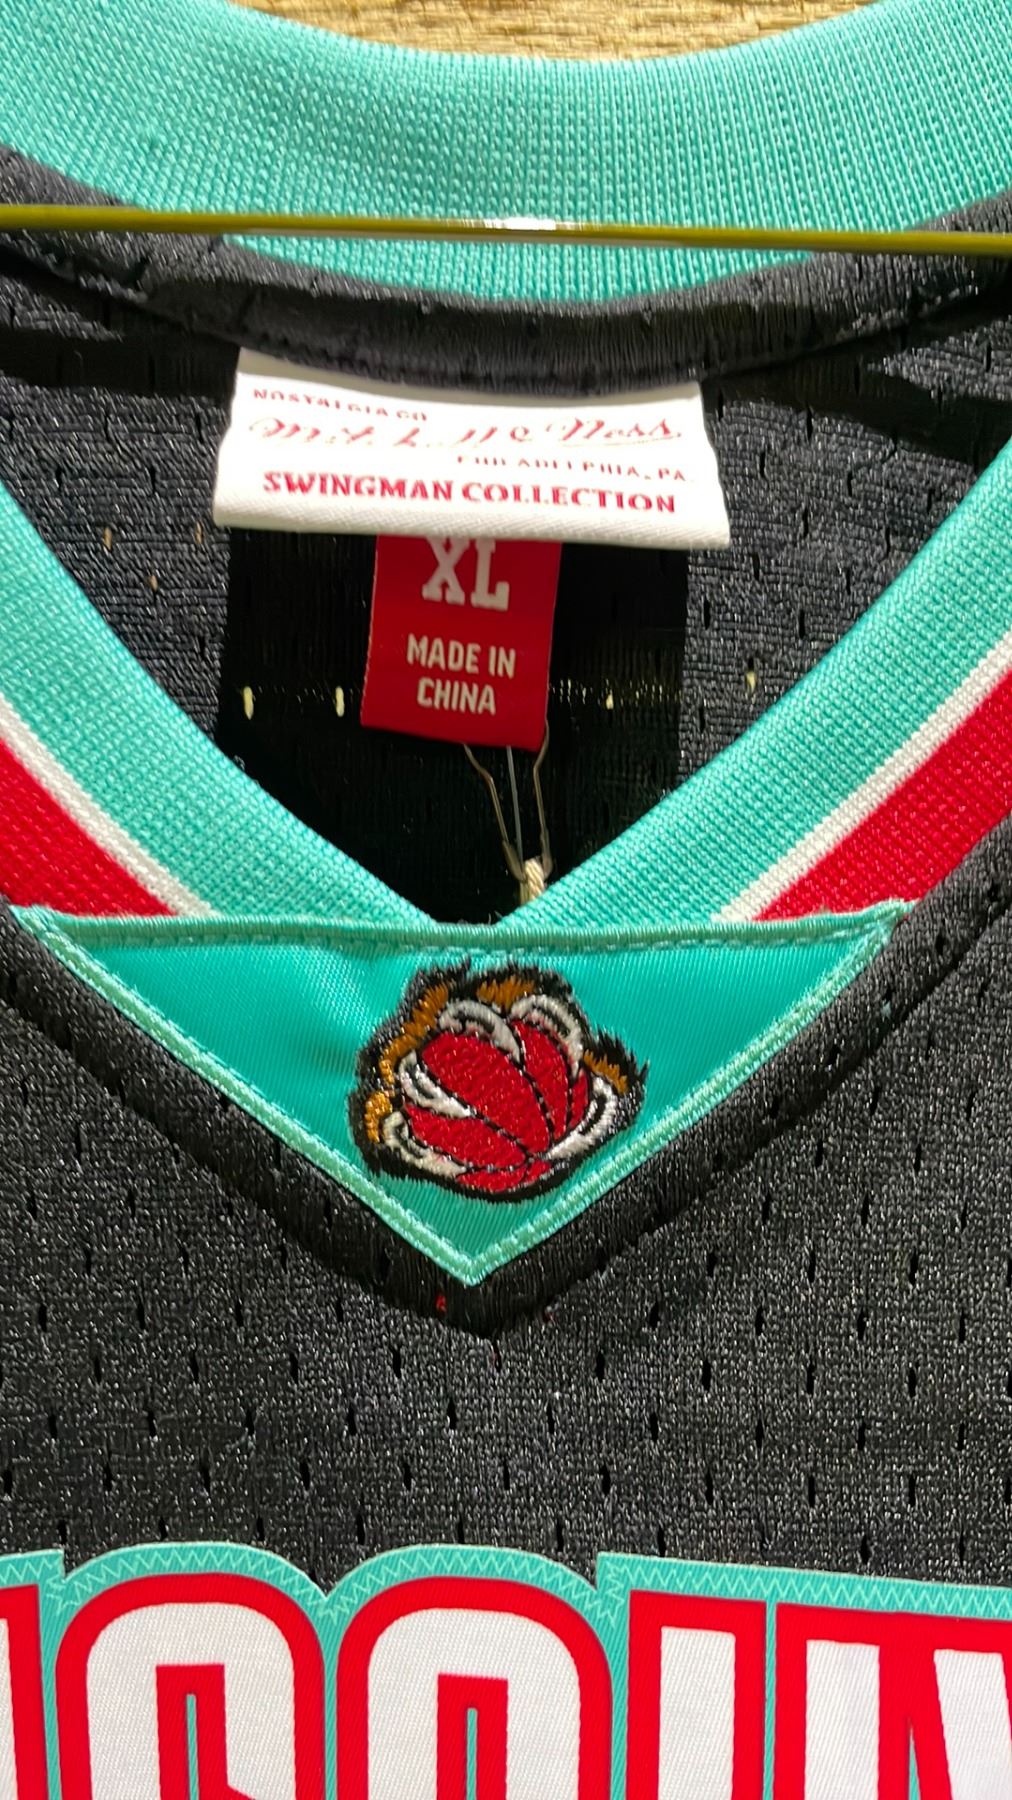 NOSTALGIA CO
Mitchell & Ness
PHILADELPHIA, PA
SWINGMAN COLLECTION
XL
MADE IN
CHINA